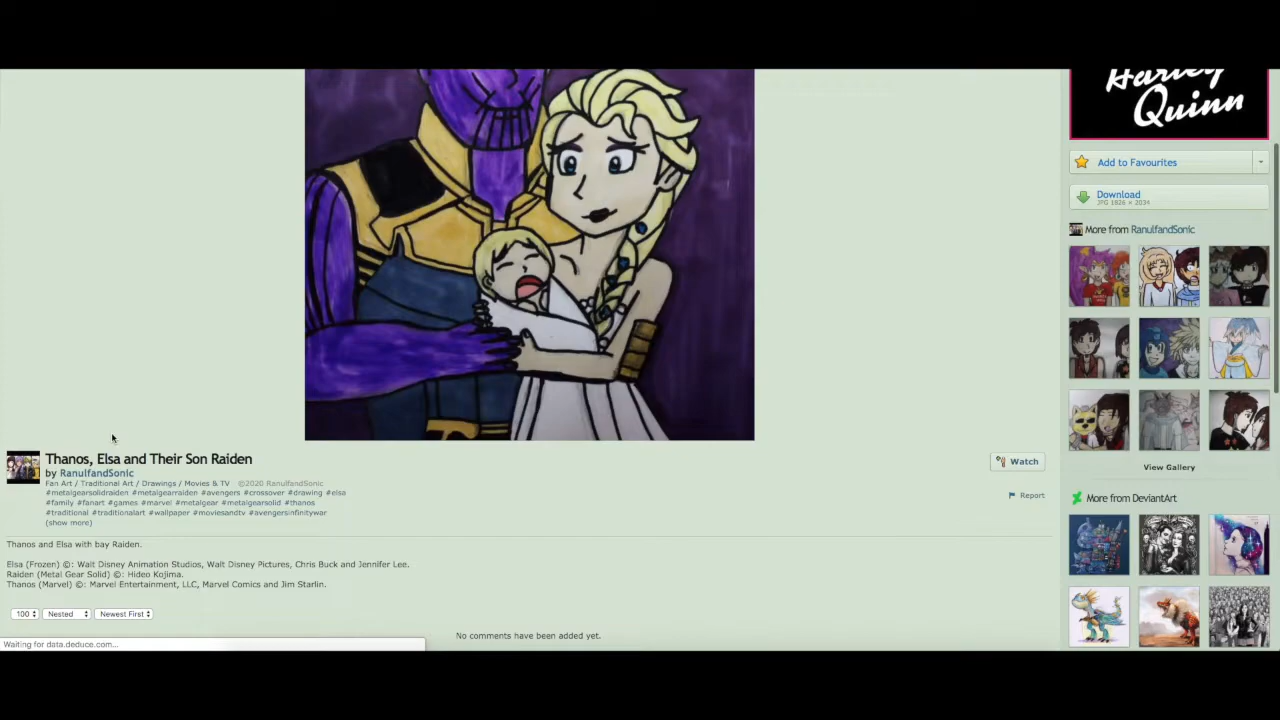 Harley
Quinn
Add to Favourites
Download
JPG 1826 × 2034
More from RanulfandSonic
View Gallery
Thanos, Elsa and Their Son Raiden
by RanulfandSonic
Watch
Fan Art / Traditional Art / Drawings / Movies & TV ©2020 RanulfandSonic
#metalgearsolidraiden #metalgearraiden #avengers #crossover #drawing #elsa
Report
#family #fanart #games #marvel #metalgear #metalgearsolid #thanos
#traditional #traditionalart #wallpaper #moviesandtv #avengersinfinitywar
(show more)
More from DeviantArt
Thanos and Elsa with bay Raiden.
Elsa (Frozen) ©: Walt Disney Animation Studios, Walt Disney Pictures, Chris Buck and Jennifer Lee.
Raiden (Metal Gear Solid) ©: Hideo Kojima.
Thanos (Marvel) ©: Marvel Entertainment, LLC, Marvel Comics and Jim Starlin.
100 Nested Newest First
No comments have been added yet.
Waiting for data.deduce.com...